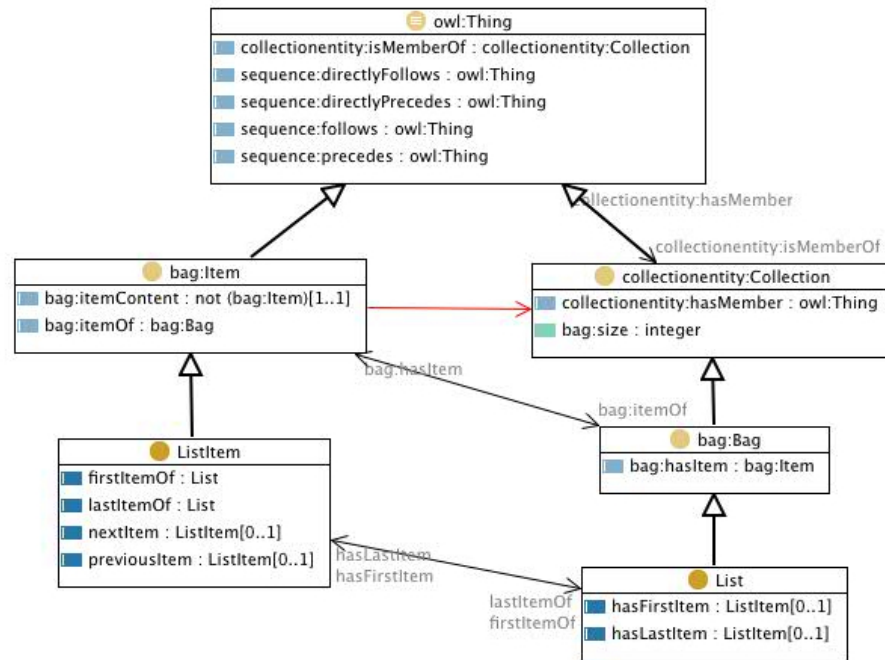 owl:Thing
collectionentity:isMemberOf : collectionentity:Collection
sequence:directlyFollows : owl:Thing
sequence:directlyPrecedes : owl:Thing
sequence:follows : owl:Thing
sequence:precedes : owl:Thing
collectionentity:hasMember
collectionentity:isMemberOf
bag:Item
bag:itemContent : not (bag:Item)[1..1]
bag:itemOf : bag:Bag
collectionentity:Collection
collectionentity:hasMember : owl:Thing
bag:size : integer
bag:hasItem
bag:itemOf
bag:Bag
bag:hasItem : bag:Item
ListItem
firstItemOf : List
lastItemOf : List
nextItem : ListItem[0..1]
previousItem : ListItem[0..1]
hasLastItem
hasFirstItem
lastItemOf
firstItemOf
List
hasFirstItem : ListItem[0..1]
hasLastItem : ListItem[0..1]